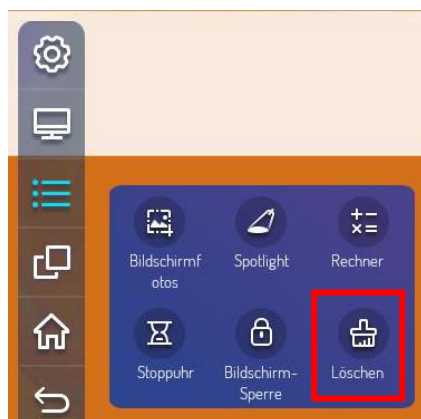 Bildschirmf
otos
Spotlight
Rechner
Stoppuhr
Bildschirm-
Sperre
Löschen